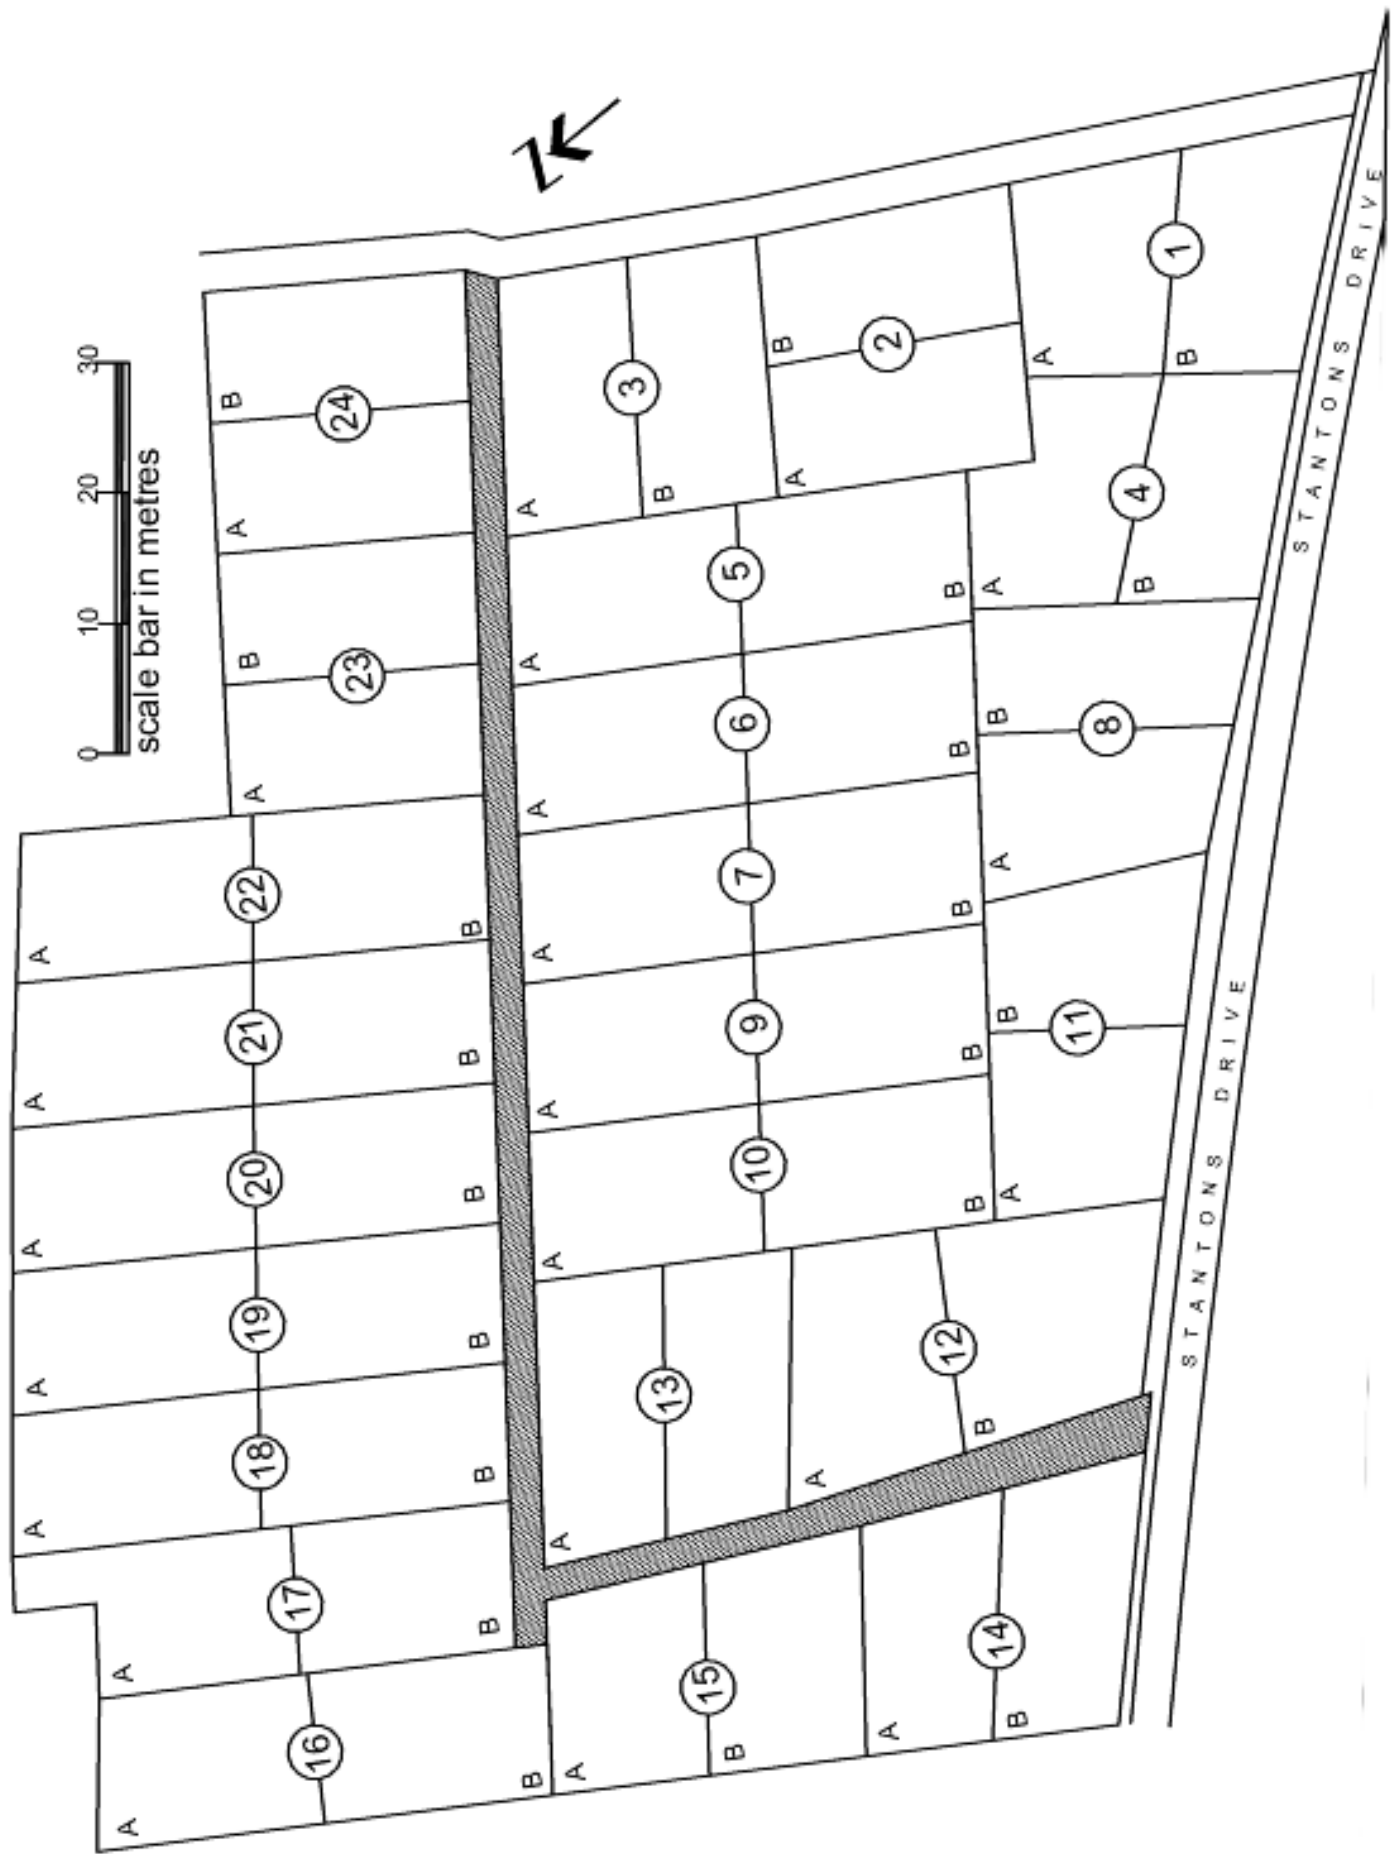 A A A A A
0 10 20 30
A A
scale bar in metres
A B A B
18 19 20 21 22
16 17 23 24
B B B B B B
N
B A A A A A A A
A 13 3 B
15 10 9 7 6 5
B A B
A 12 A 2
B B B B B
B 14 A B A B A
B A
11 8 4 1
B B
STANTONS DRIVE
STANTONS DRIVE